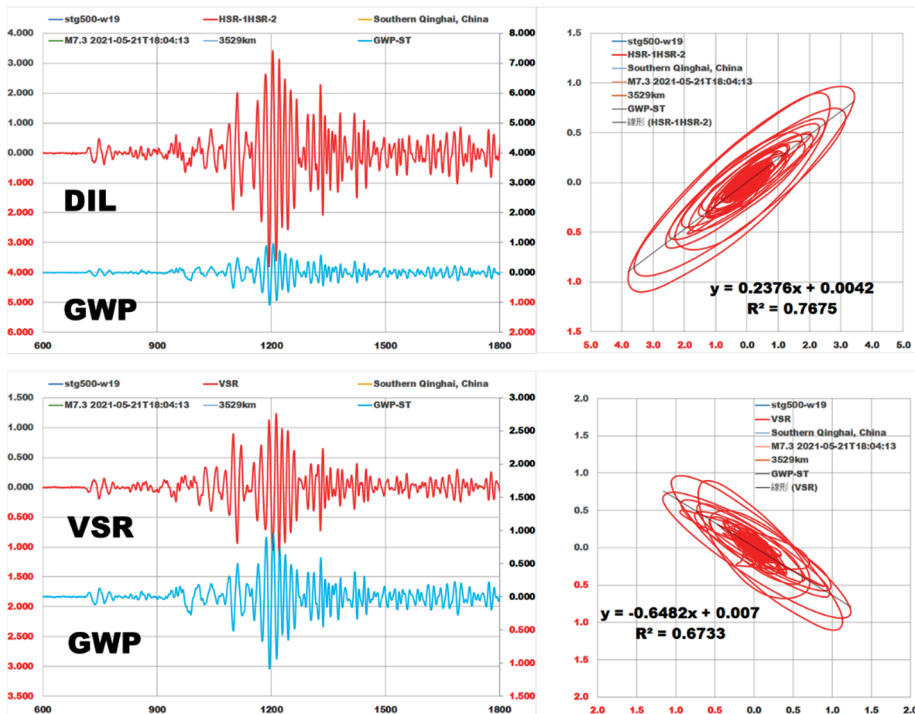 stg500-w19 HSR-1HSR-2 Southern Qinghai, China
M7.3 2021-05-21T18:04:13 3529km GWP-ST
4.000 8.000
3.000 7.000
2.000 6.000
1.000 5.000
0.000 4.000
1.000 3.000
2.000 2.000
3.000 1.000
4.000 0.000
5.000 1.000
6.000 2.000
DIL
GWP
600 900 1200 1500 1800
stg500-w19
HSR-1HSR-2
Southern Qinghai, China
M7.3 2021-05-21T18:04:13
3529km
GWP-ST
線形 (HSR-1HSR-2)
1.5
1.0
0.5
0.0
0.5
1.0
1.5
y = 0.2376x + 0.0042
R² = 0.7675
5.0 4.0 3.0 2.0 1.0 0.0 1.0 2.0 3.0 4.0 5.0
stg500-w19 VSR Southern Qinghai, China
M7.3 2021-05-21T18:04:13 3529km GWP-ST
1.500 3.000
1.000 2.500
0.500 2.000
0.000 1.500
0.500 1.000
1.000 0.500
1.500 0.000
2.000 0.500
2.500 1.000
3.000 1.500
3.500
VSR
GWP
600 900 1200 1500 1800
stg500-w19
VSR
Southern Qinghai, China
M7.3 2021-05-21T18:04:13
3529km
GWP-ST
線形 (VSR)
2.0
1.5
1.0
0.5
0.0
0.5
1.0
1.5
2.0
y = -0.6482x + 0.007
R² = 0.6733
2.0 1.5 1.0 0.5 0.0 0.5 1.0 1.5 2.0